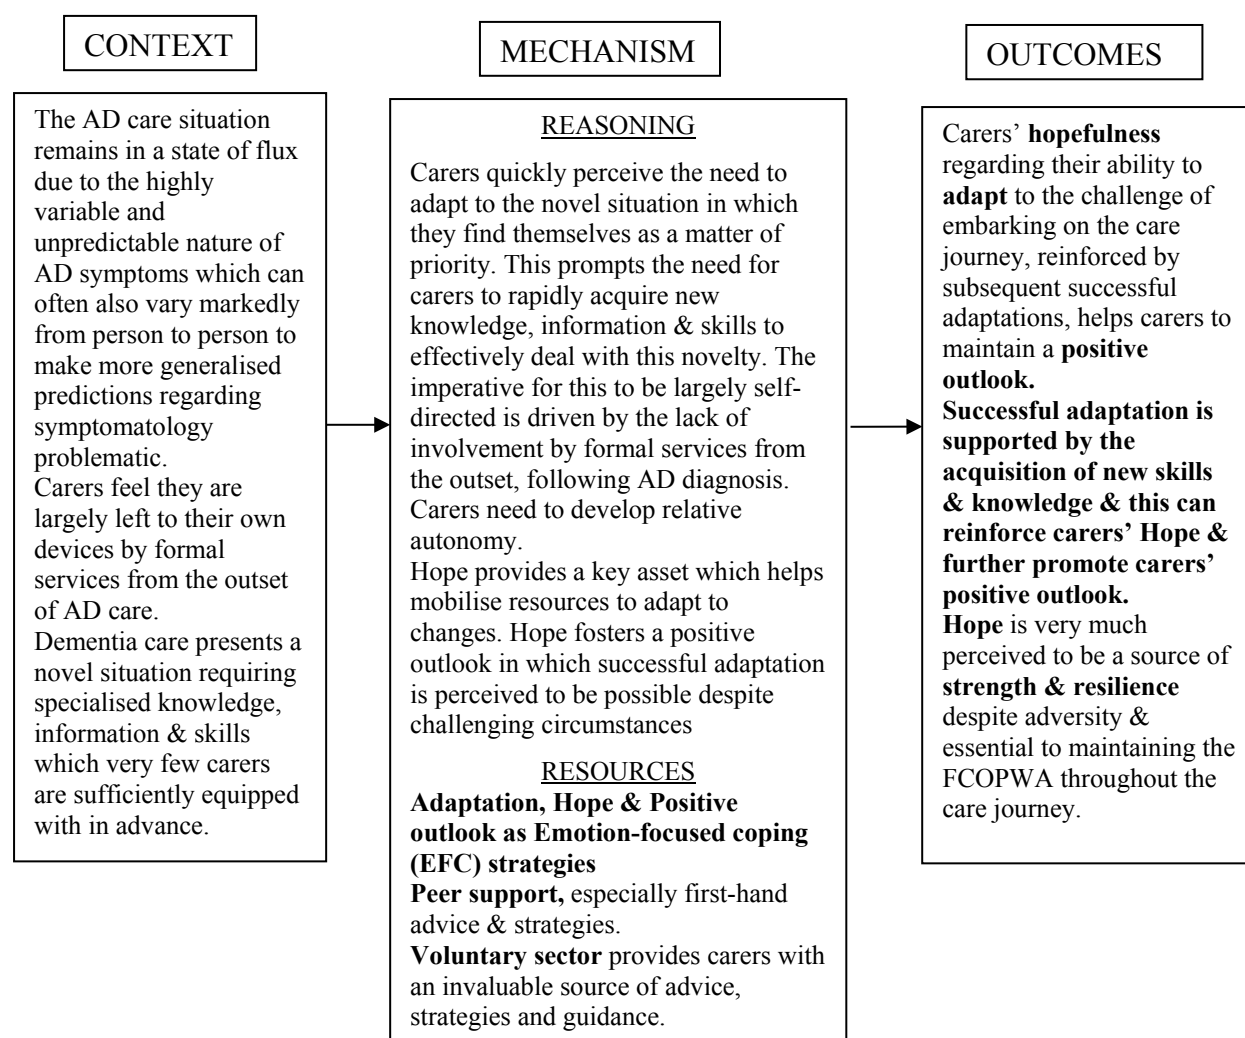 CONTEXT
The AD care situation
remains in a state of flux
due to the highly
variable and
unpredictable nature of
AD symptoms which can
often also vary markedly
from person to person to
make more generalised
predictions regarding
symptomatology
problematic.
Carers feel they are
largely left to their own
devices by formal
services from the outset
of AD care.
Dementia care presents a
novel situation requiring
specialised knowledge,
information & skills
which very few carers
are sufficiently equipped
with in advance.
MECHANISM
REASONING
Carers quickly perceive the need to
adapt to the novel situation in which
they find themselves as a matter of
priority. This prompts the need for
carers to rapidly acquire new
knowledge, information & skills to
effectively deal with this novelty. The
imperative for this to be largely self-
directed is driven by the lack of
involvement by formal services from
the outset, following AD diagnosis.
Carers need to develop relative
autonomy.
Hope provides a key asset which helps
mobilise resources to adapt to
changes. Hope fosters a positive
outlook in which successful adaptation
is perceived to be possible despite
challenging circumstances
RESOURCES
Adaptation, Hope & Positive
outlook as Emotion-focused coping
(EFC) strategies
Peer support, especially first-hand
advice & strategies.
Voluntary sector provides carers with
an invaluable source of advice,
strategies and guidance.
OUTCOMES
Carers’ hopefulness
regarding their ability to
adapt to the challenge of
embarking on the care
journey, reinforced by
subsequent successful
adaptations, helps carers to
maintain a positive
outlook.
Successful adaptation is
supported by the
acquisition of new skills
& knowledge & this can
reinforce carers’ Hope &
further promote carers’
positive outlook.
Hope is very much
perceived to be a source of
strength & resilience
despite adversity &
essential to maintaining the
FCOPWA throughout the
care journey.